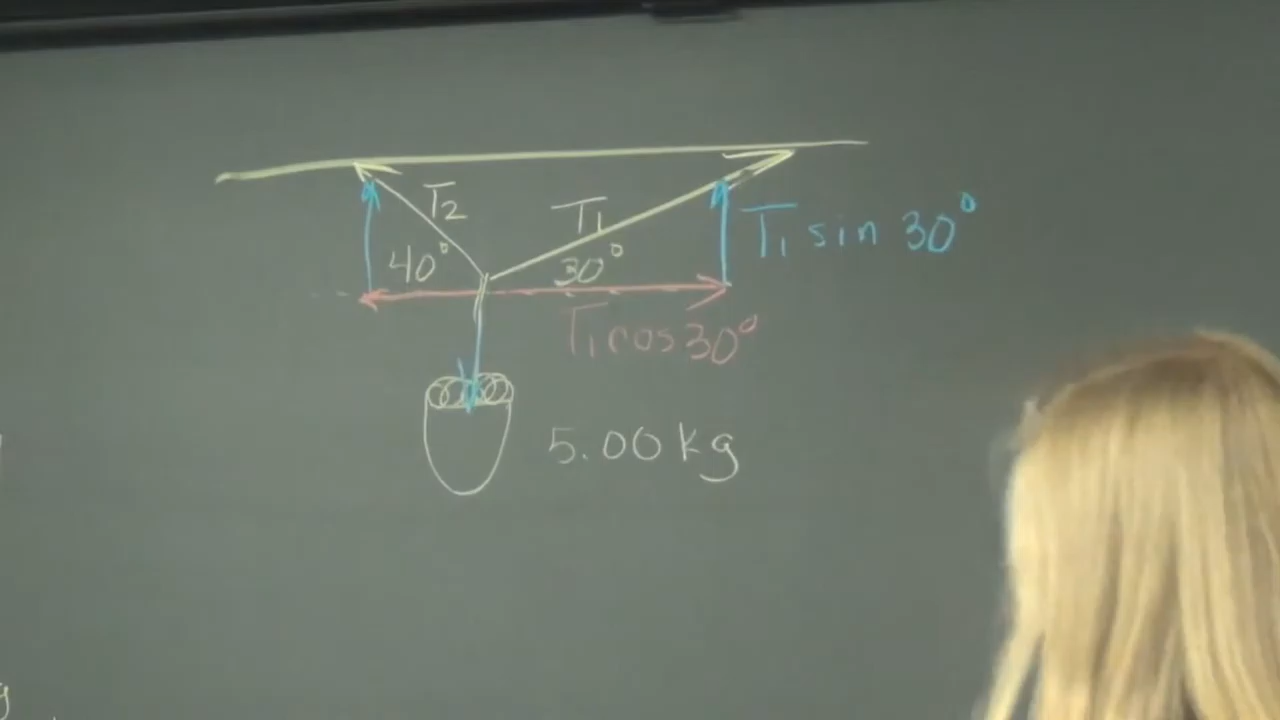 T₂
T₁
T₁ sin 30°
40°
30°
T₁ cos 30°
5.00 kg
g